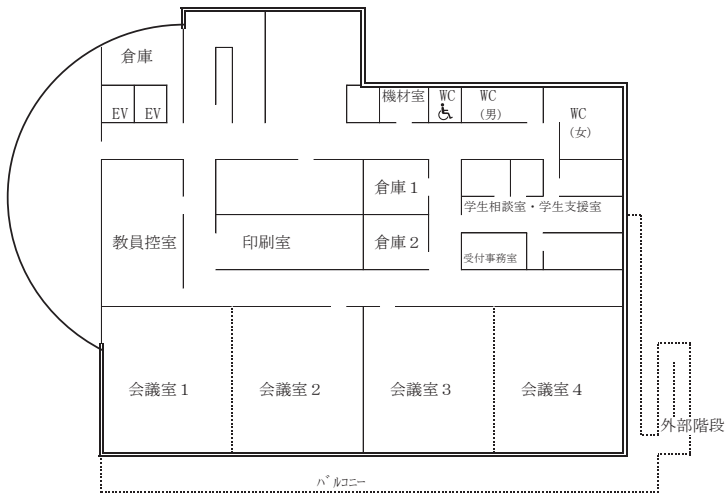 倉庫
EV
EV
機材室
WC
WC
(男)
WC
(女)
倉庫1
学生相談室・学生支援室
教員控室
印刷室
倉庫2
受付事務室
会議室1
会議室2
会議室3
会議室4
外部階段
ﾊﾞﾙｺﾆｰ